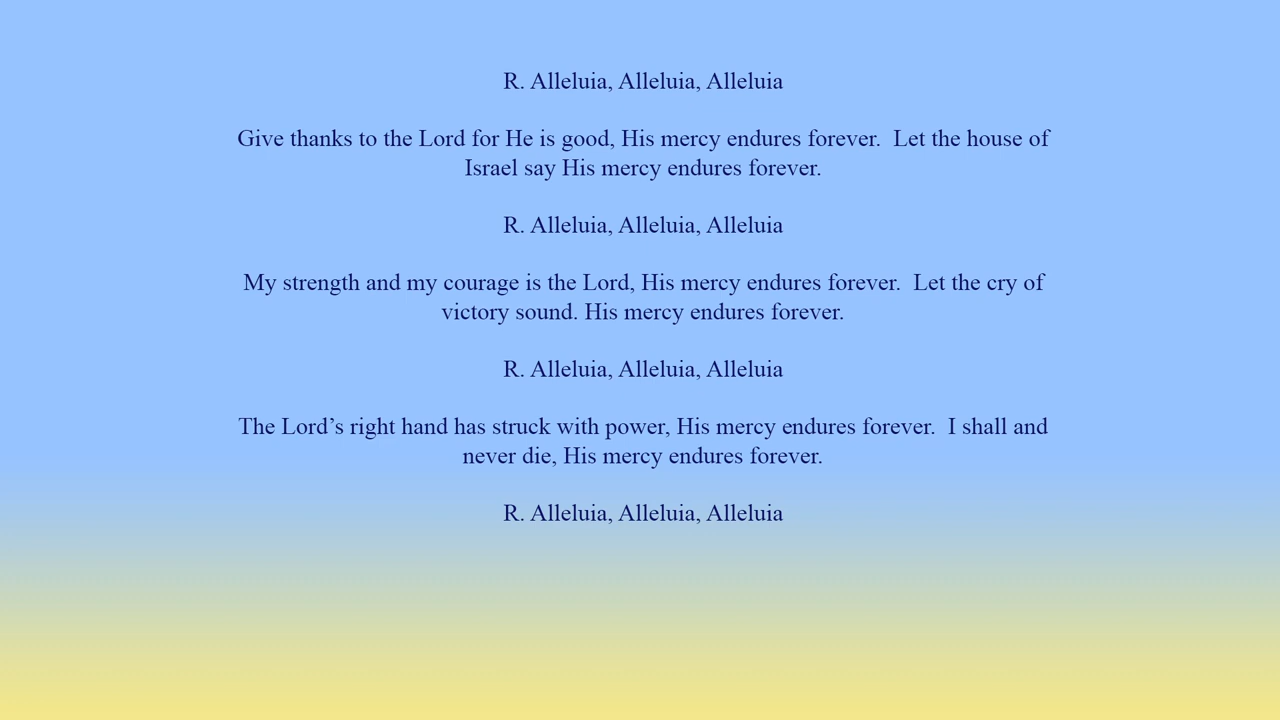 R. Alleluia, Alleluia, Alleluia
Give thanks to the Lord for He is good, His mercy endures forever.  Let the house of
Israel say His mercy endures forever.
R. Alleluia, Alleluia, Alleluia
My strength and my courage is the Lord, His mercy endures forever.  Let the cry of
victory sound. His mercy endures forever.
R. Alleluia, Alleluia, Alleluia
The Lord’s right hand has struck with power, His mercy endures forever.  I shall and
never die, His mercy endures forever.
R. Alleluia, Alleluia, Alleluia